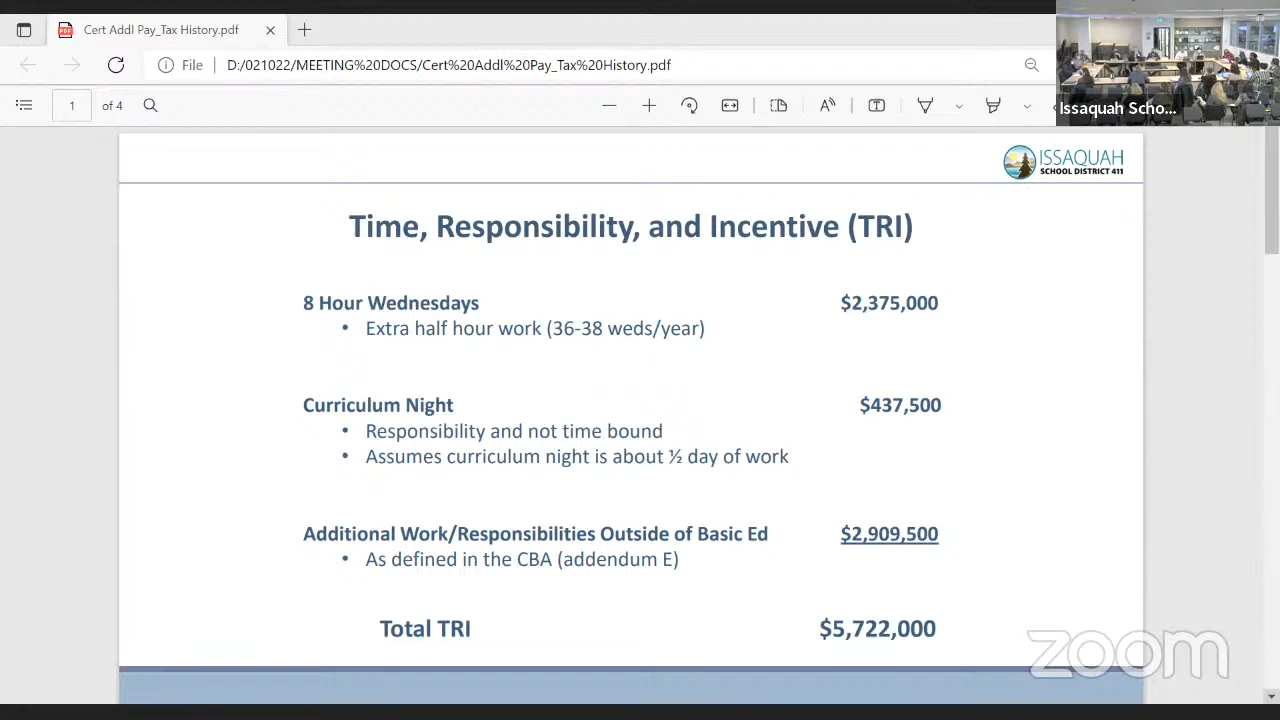 Cert Addl Pay_Tax History.pdf
File
D:/021022/MEETING%20DOCS/Cert%20Addl%20Pay_Tax%20History.pdf
1 of 4
Issaquah Scho...
ISSAQUAH
SCHOOL DISTRICT 411
Time, Responsibility, and Incentive (TRI)
8 Hour Wednesdays $2,375,000
• Extra half hour work (36-38 weds/year)
Curriculum Night $437,500
• Responsibility and not time bound
• Assumes curriculum night is about ½ day of work
Additional Work/Responsibilities Outside of Basic Ed $2,909,500
• As defined in the CBA (addendum E)
Total TRI $5,722,000
zoom